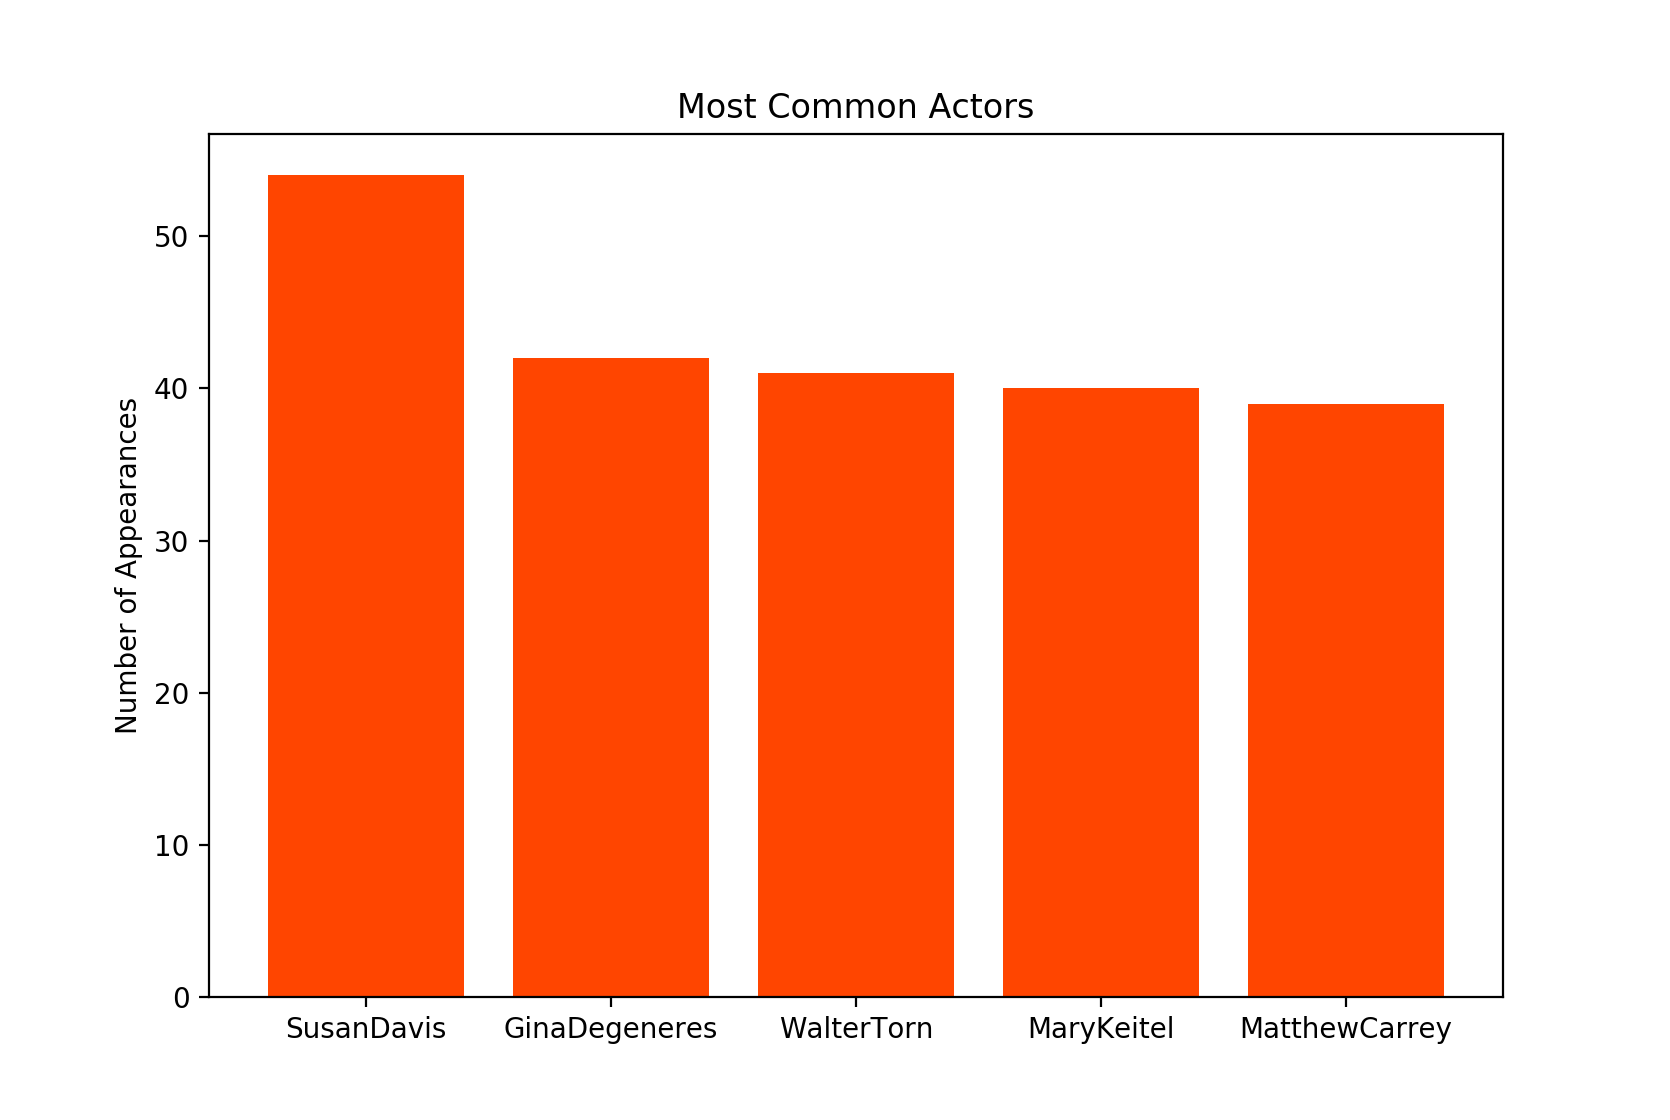 Most Common Actors
Number of Appearances
50
40
30
20
10
0
SusanDavis GinaDegeneres WalterTorn MaryKeitel MatthewCarrey